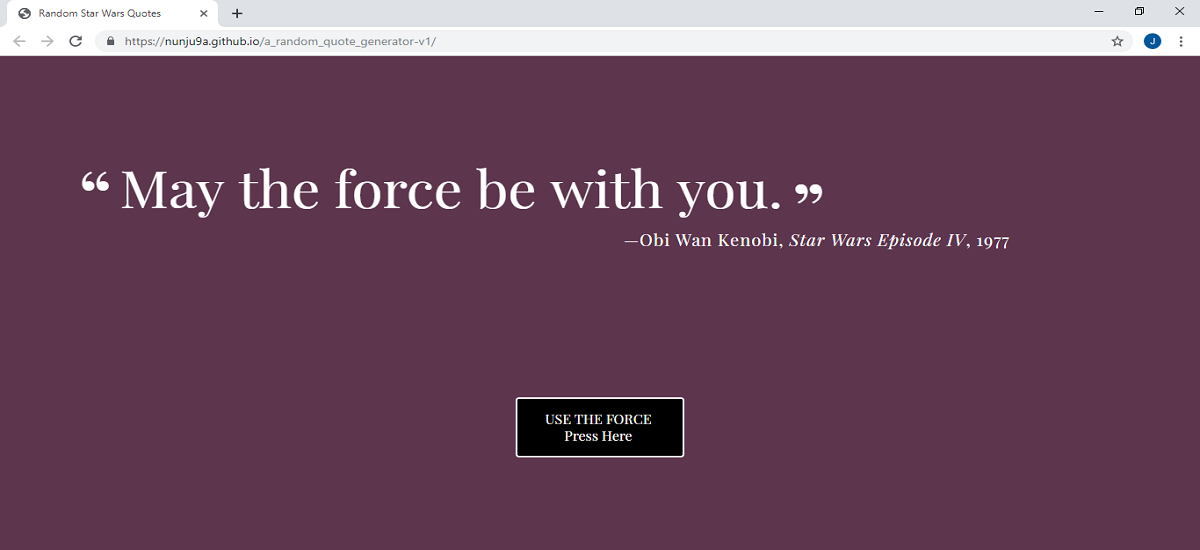 Random Star Wars Quotes
https://nunju9a.github.io/a_random_quote_generator-v1/
J
“ May the force be with you. ”
—Obi Wan Kenobi, Star Wars Episode IV, 1977
USE THE FORCE
Press Here